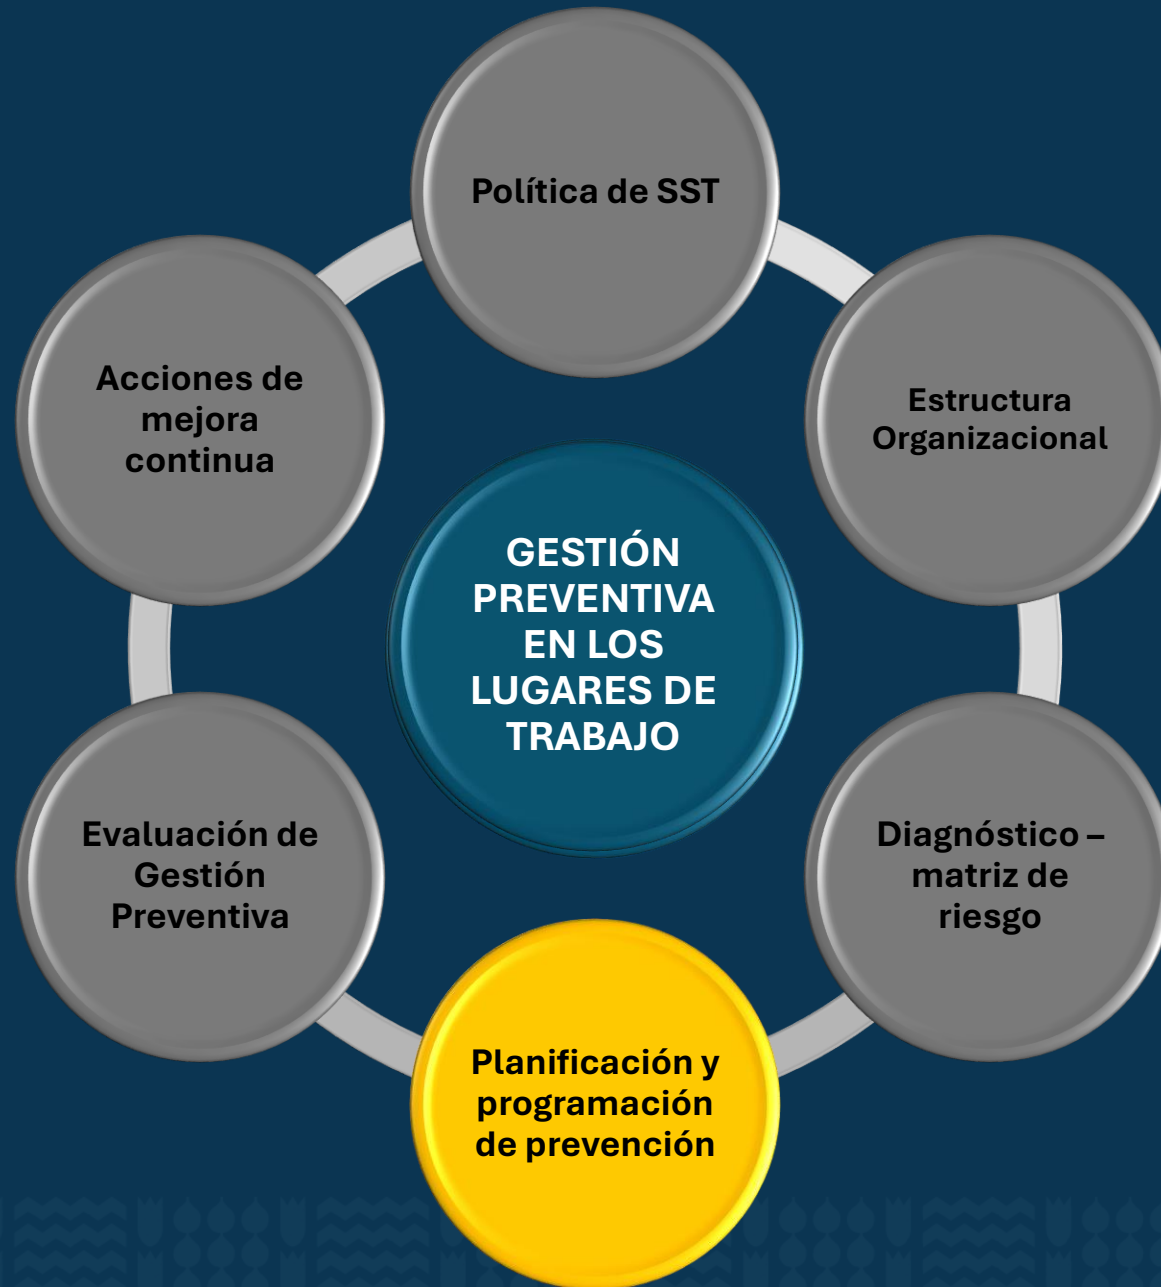 Política de SST
Estructura
Organizacional
Diagnóstico –
matriz de
riesgo
Planificación y
programación
de prevención
Evaluación de
Gestión
Preventiva
Acciones de
mejora
continua
GESTIÓN
PREVENTIVA
EN LOS
LUGARES DE
TRABAJO